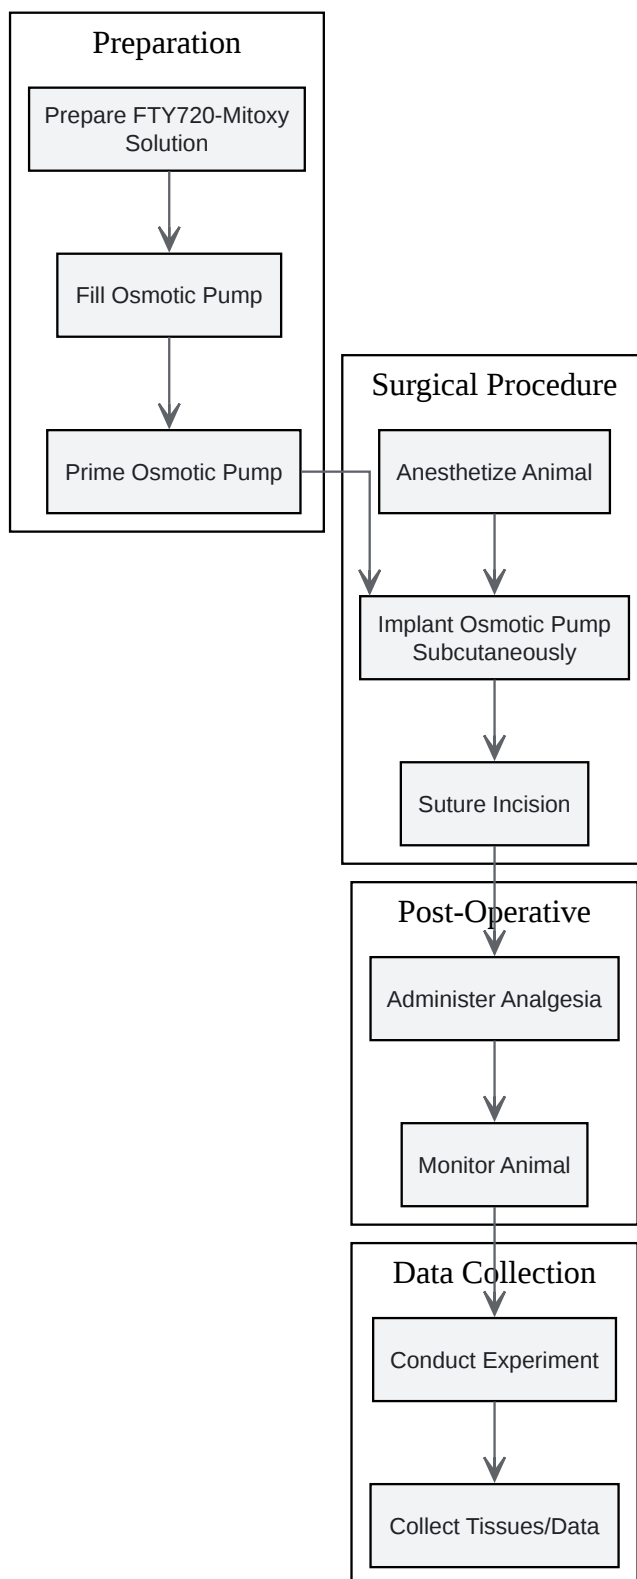 Preparation
Prepare FTY720-Mitoxy
Solution
Fill Osmotic Pump
Prime Osmotic Pump
Surgical Procedure
Anesthetize Animal
Implant Osmotic Pump
Subcutaneously
Suture Incision
Post-Operative
Administer Analgesia
Monitor Animal
Data Collection
Conduct Experiment
Collect Tissues/Data